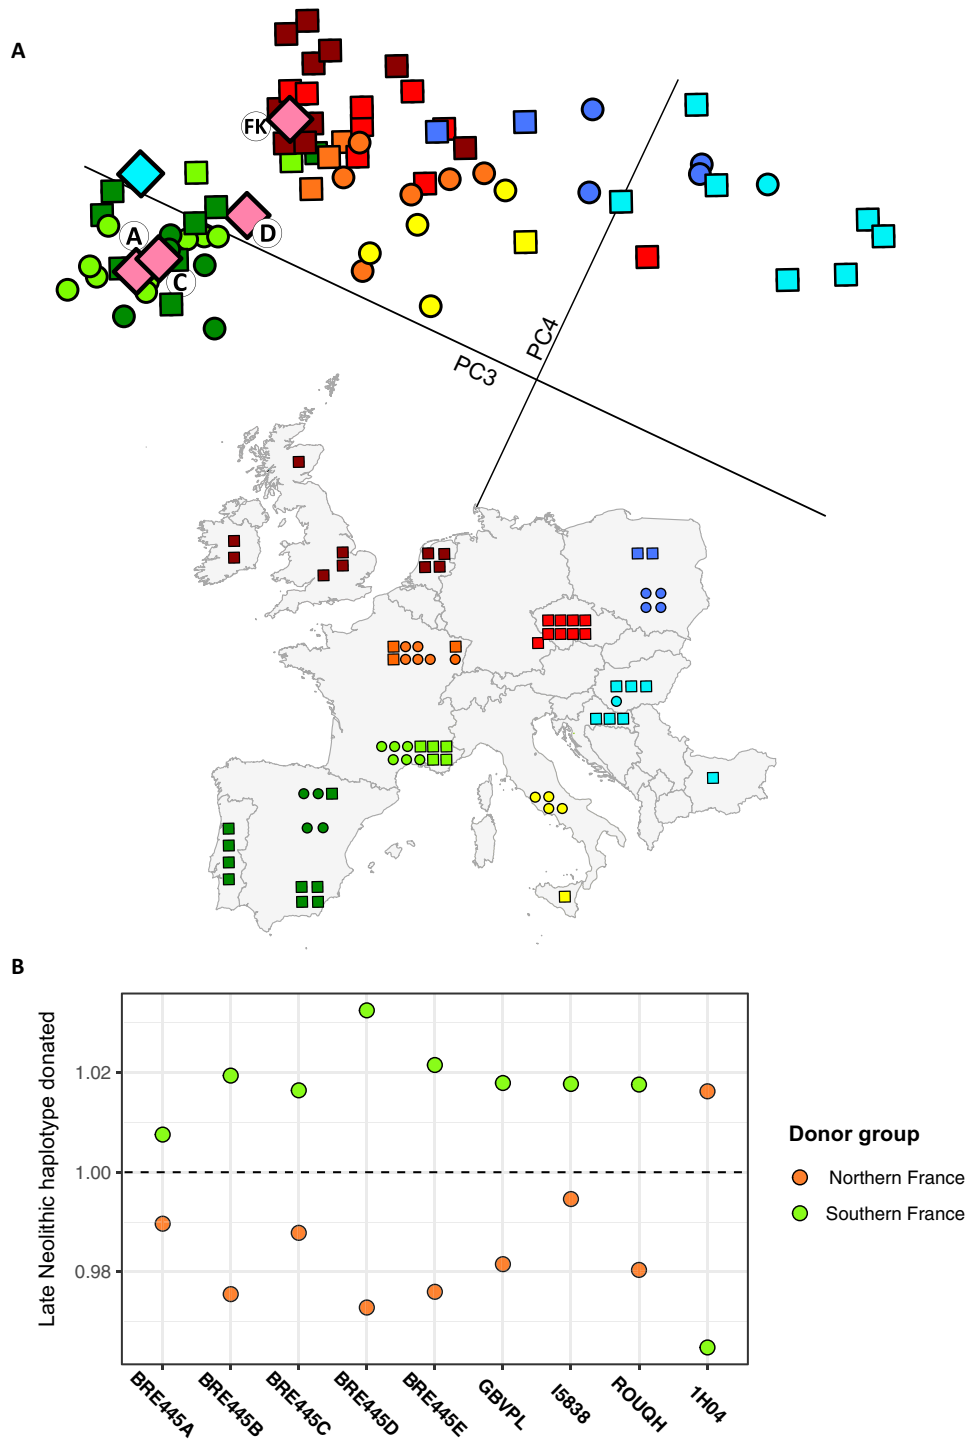 A
FK
A
D
C
PC4
PC3
B
Late Neolithic haplotype donated
1.02
1.00
0.98
BRE445A
BRE445B
BRE445C
BRE445D
BRE445E
GBVPL
I5838
ROUQH
1H04
Donor group
Northern France
Southern France